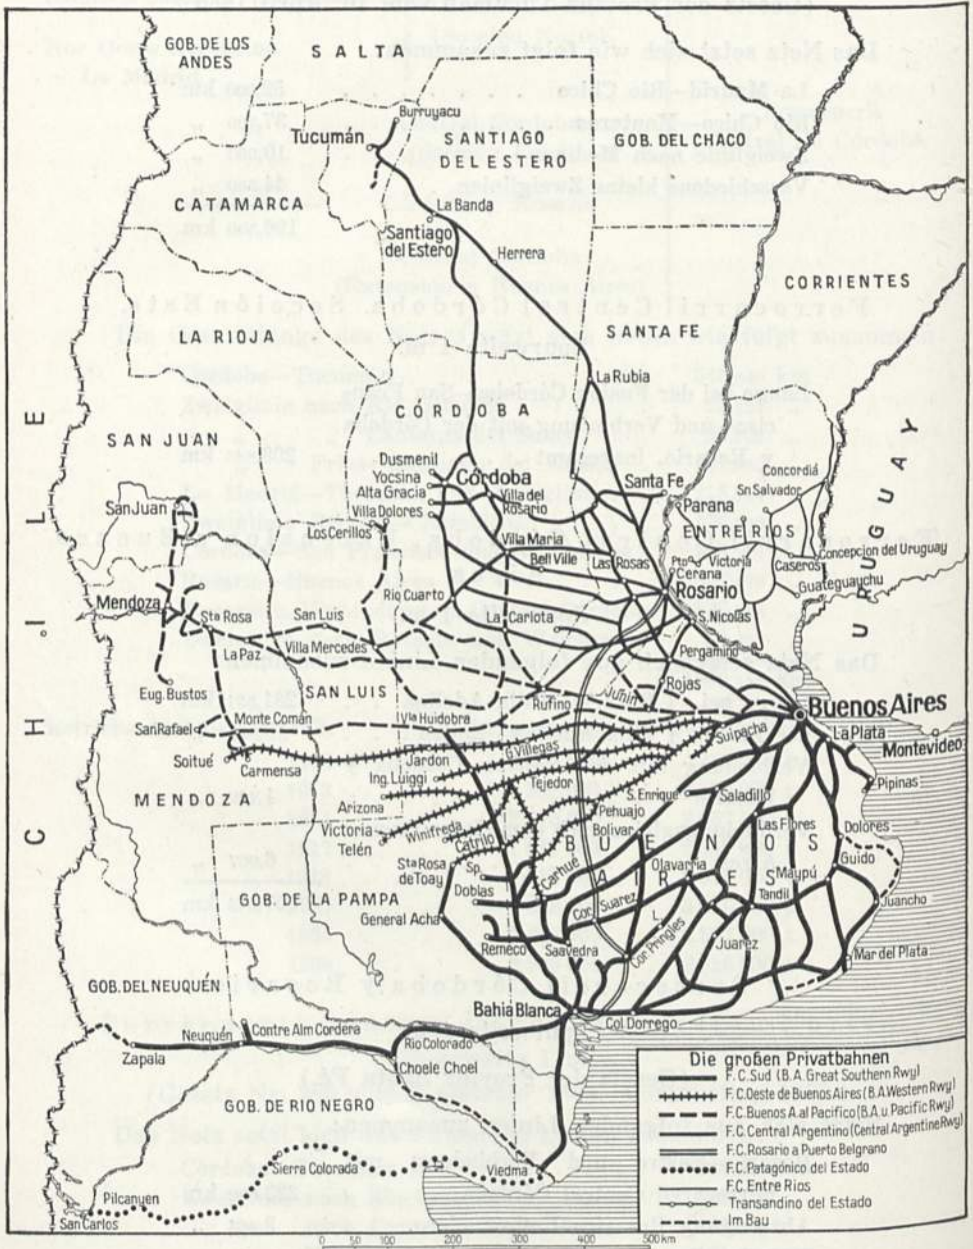 GOB. DE LOS
ANDES
SALTA
Burruyacu
Tucumán
SANTIAGO
DEL ESTERO
GOB. DEL CHACO
CATAMARCA
La Banda
Santiago
del Estero
Herrera
CORRIENTES
LA RIOJA
SANTA FE
La Rubia
CÓRDOBA
SAN JUAN
Dusmenil
Yocsina
Alta Gracia
Villa Dolores
Córdoba
Villa del
Rosario
Santa Fe
Parana
Concordiá
Sn Salvador
San Juan
Los Cerillos
Villa Maria
Bell Ville
Las Rosas
ENTRE RIOS
Pto
Cerana
Victoria
Caseros
Concepcion del Uruguay
URUGUAY
Rosario
Guateguaychu
Mendoza
Sta Rosa
San Luis
Rio Cuarto
La Carlota
S. Nicolas
La Paz
Villa Mercedes
Pergamino
Eug. Bustos
SAN LUIS
Rufino
Junin
Rojas
Buenos Aires
San Rafael
Monte Comán
Vla Huidobra
Suipacha
La Plata
Montevideo
Soitué
Carmensa
Jardon
G. Villegas
Ing. Luiggi
Tejedor
Pipinas
MENDOZA
Arizona
S. Enrique
Saladillo
Pehuajo
Victoria
Telén
Winifreda
Catrilo
Bolivar
Las Flores
Dolores
BUENOS
AIRES
Sta Rosa
de Toay
Sp.
Carhué
Olavarria
Maypú
Guido
Doblas
Tandil
Juancho
GOB. DE LA PAMPA
General Acha
Cor. Suarez
L.
Cor Pringles
Remeco
Saavedra
Juarez
Mar del Plata
CHILE
GOB. DEL NEUQUÉN
Bahia Blanca
Col Dorrego
Neuquén
Contre Alm Cordera
Rio Colorado
Zapala
Choele Choel
GOB. DE RIO NEGRO
Sierra Colorada
Viedma
Pilcanyen
San Carlos
Die großen Privatbahnen
F. C. Sud (B. A. Great Southern Rwy)
F. C. Oeste de Buenos Aires (B. A Western Rwy)
F. C. Buenos A. al Pacifico (B. A. u. Pacific Rwy)
F. C. Central Argentino (Central Argentine Rwy)
F. C. Rosario a Puerto Belgrano
F. C. Patagónico del Estado
F. C. Entre Rios
Transandino del Estado
Im Bau
0 50 100 200 300 400 500 km